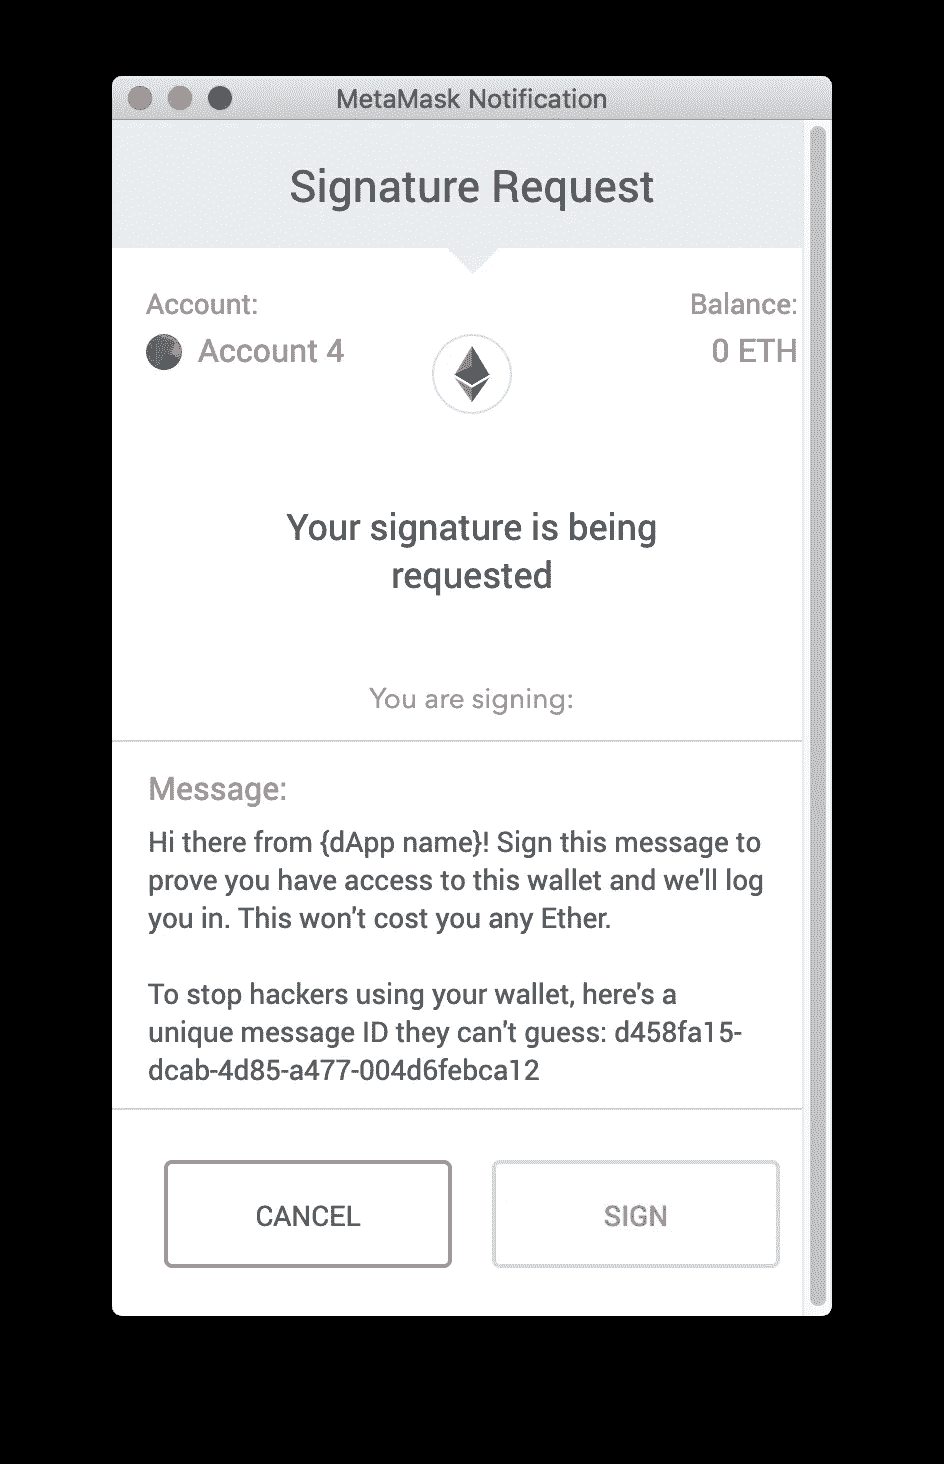 MetaMask Notification
Signature Request
Account:
Balance:
Account 4
0 ETH
Your signature is being
requested
You are signing:
Message:
Hi there from {dApp name}! Sign this message to
prove you have access to this wallet and we'll log
you in. This won't cost you any Ether.
To stop hackers using your wallet, here's a
unique message ID they can't guess: d458fa15-
dcab-4d85-a477-004d6febca12
CANCEL
SIGN